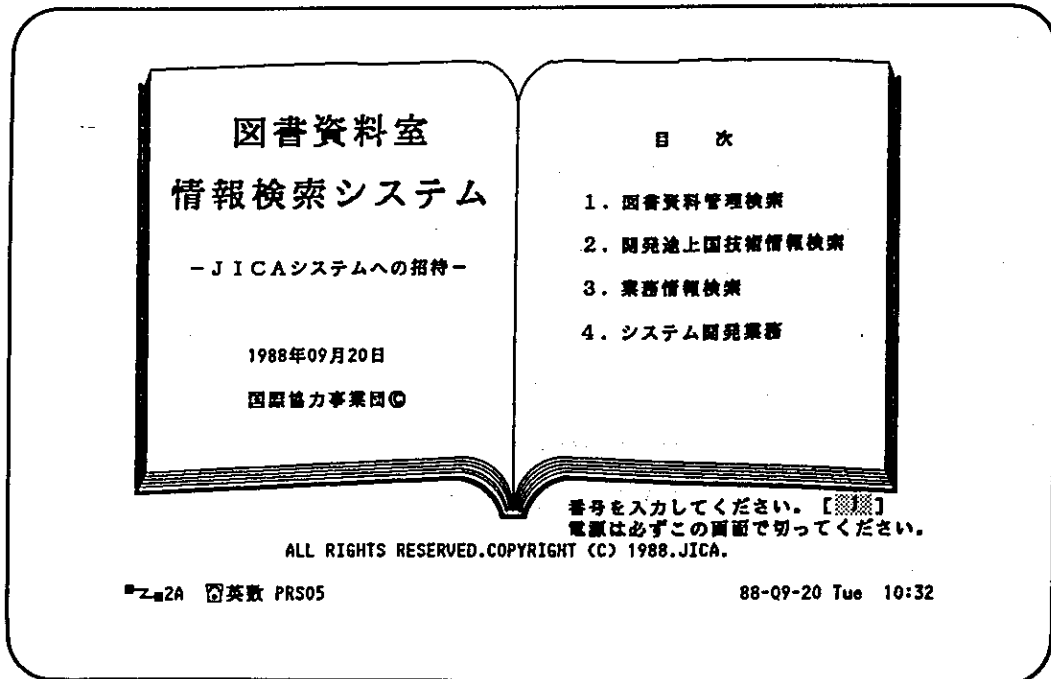 図書資料室
情報検索システム
－ＪＩＣＡシステムへの招待－
1988年09月20日
国際協力事業団©
目　次
１．図書資料管理検索
２．開発途上国技術情報検索
３．業務情報検索
４．システム開発業務
番号を入力してください。［ ］
電源は必ずこの画面で切ってください。
ALL RIGHTS RESERVED.COPYRIGHT (C) 1988.JICA.
2A 英数 PRS05
88-09-20 Tue 10:32